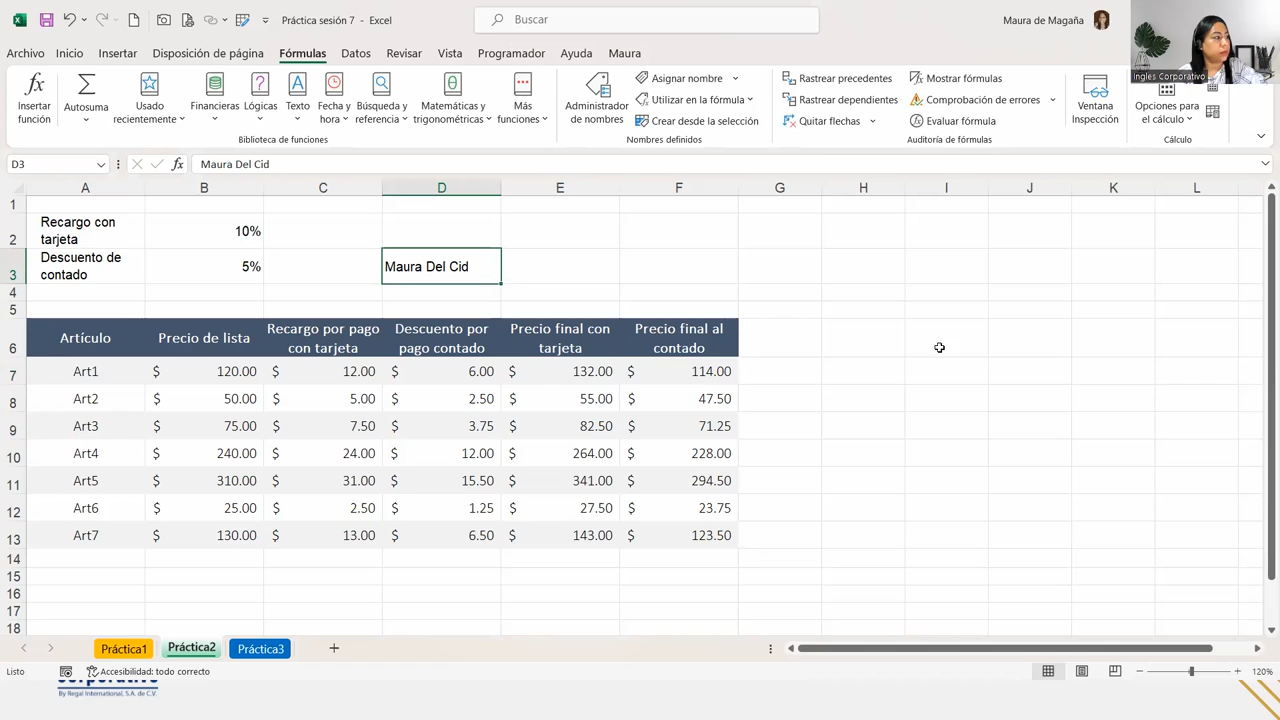 Práctica sesión 7 - Excel
Buscar
Maura de Magaña
Ingles Corporativo
Archivo Inicio Insertar Disposición de página Fórmulas Datos Revisar Vista Programador Ayuda Maura
Insertar función
Autosuma
Usado recientemente
Financieras
Lógicas
Texto
Fecha y hora
Búsqueda y referencia
Matemáticas y trigonométricas
Más funciones
Biblioteca de funciones
Administrador de nombres
Asignar nombre
Utilizar en la fórmula
Crear desde la selección
Nombres definidos
Rastrear precedentes
Rastrear dependientes
Quitar flechas
Mostrar fórmulas
Comprobación de errores
Evaluar fórmula
Auditoría de fórmulas
Ventana Inspección
Opciones para el cálculo
Cálculo
D3 fx Maura Del Cid
A B C D E F G H I J K L
1
2 Recargo con tarjeta 10%
3 Descuento de contado 5% Maura Del Cid
4
5
6 Artículo Precio de lista Recargo por pago con tarjeta Descuento por pago contado Precio final con tarjeta Precio final al contado
7 Art1 $ 120.00 $ 12.00 $ 6.00 $ 132.00 $ 114.00
8 Art2 $ 50.00 $ 5.00 $ 2.50 $ 55.00 $ 47.50
9 Art3 $ 75.00 $ 7.50 $ 3.75 $ 82.50 $ 71.25
10 Art4 $ 240.00 $ 24.00 $ 12.00 $ 264.00 $ 228.00
11 Art5 $ 310.00 $ 31.00 $ 15.50 $ 341.00 $ 294.50
12 Art6 $ 25.00 $ 2.50 $ 1.25 $ 27.50 $ 23.75
13 Art7 $ 130.00 $ 13.00 $ 6.50 $ 143.00 $ 123.50
14
15
16
17
18
Práctica1 Práctica2 Práctica3
Listo Accesibilidad: todo correcto 120%
By Regal International, S.A. de C.V.